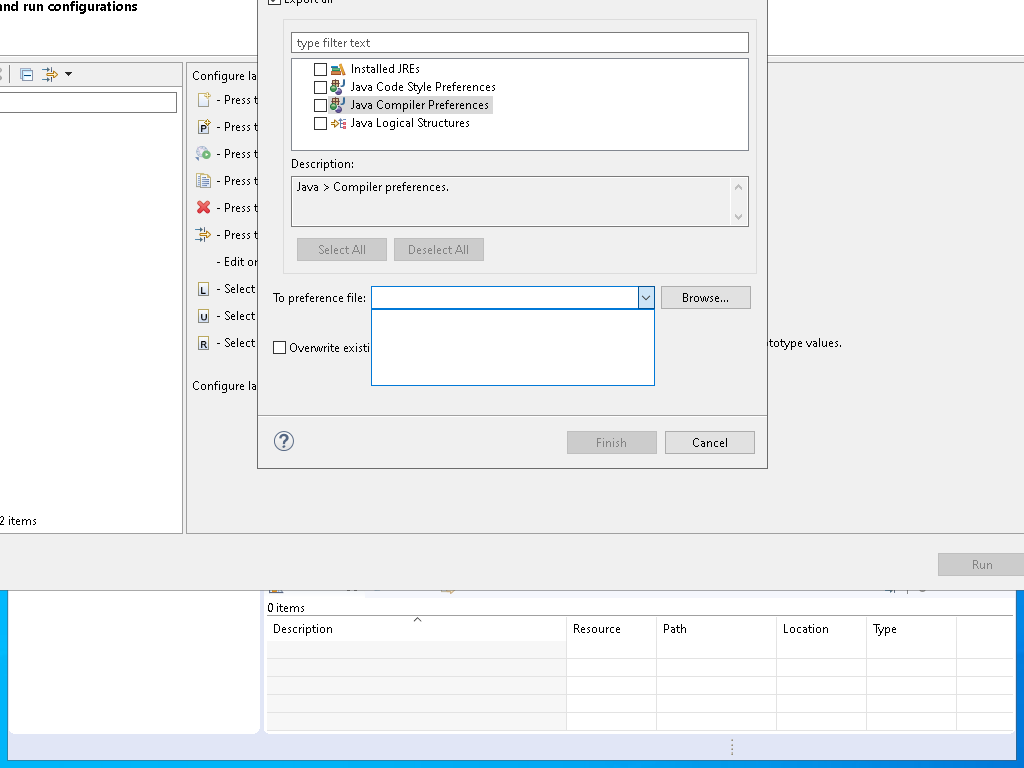 and run configurations
type filter text
Installed JREs
Java Code Style Preferences
Java Compiler Preferences
Java Logical Structures
Description:
Java > Compiler preferences.
Select All
Deselect All
To preference file:
Browse...
Overwrite existi
Finish
Cancel
Configure la
- Press t
- Press t
- Press t
- Press t
- Press t
- Press t
- Edit or
- Select
- Select
- Select
totype values.
Configure la
2 items
Run
0 items
Description
Resource
Path
Location
Type